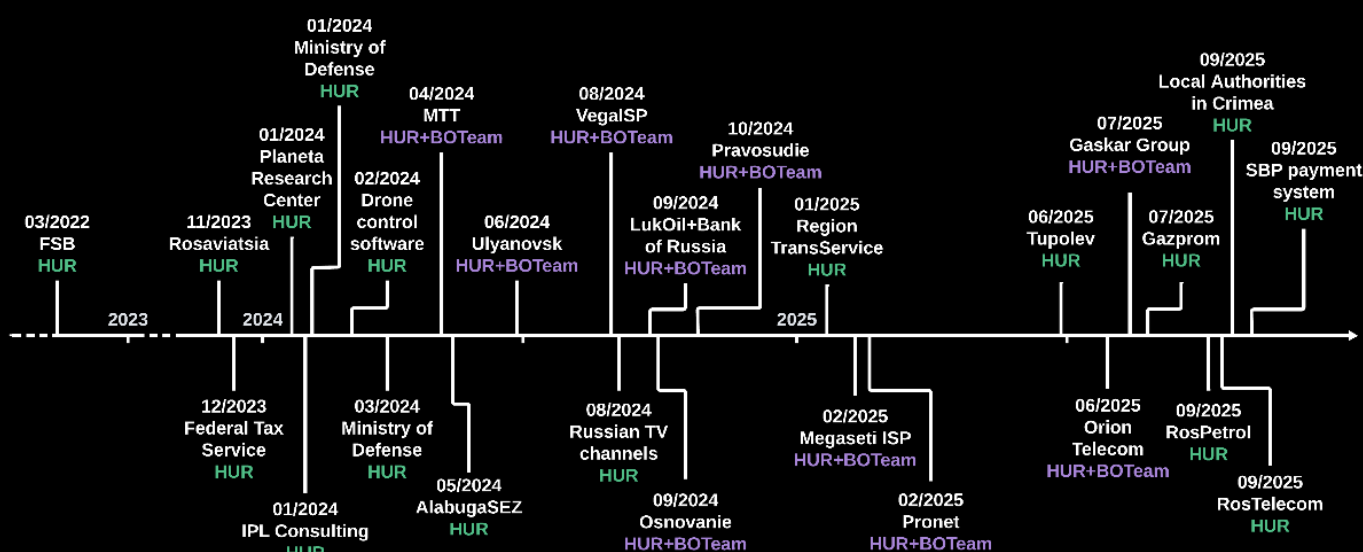 03/2022
FSB
HUR
11/2023
Rosaviatsia
HUR
01/2024
Planeta
Research
Center
HUR
01/2024
Ministry of
Defense
HUR
02/2024
Drone
control
software
HUR
04/2024
MTT
HUR+BOTeam
06/2024
Ulyanovsk
HUR+BOTeam
08/2024
VegaISP
HUR+BOTeam
09/2024
LukOil+Bank
of Russia
HUR+BOTeam
10/2024
Pravosudie
HUR+BOTeam
01/2025
Region
TransService
HUR
06/2025
Tupolev
HUR
07/2025
Gaskar Group
HUR+BOTeam
07/2025
Gazprom
HUR
09/2025
Local Authorities
in Crimea
HUR
09/2025
SBP payment
system
HUR
2023
2024
2025
12/2023
Federal Tax
Service
HUR
01/2024
IPL Consulting
HUR
03/2024
Ministry of
Defense
HUR
05/2024
AlabugaSEZ
HUR
08/2024
Russian TV
channels
HUR
09/2024
Osnovanie
HUR+BOTeam
02/2025
Megaseti ISP
HUR+BOTeam
02/2025
Pronet
HUR+BOTeam
06/2025
Orion
Telecom
HUR+BOTeam
09/2025
RosPetrol
HUR
09/2025
RosTelecom
HUR